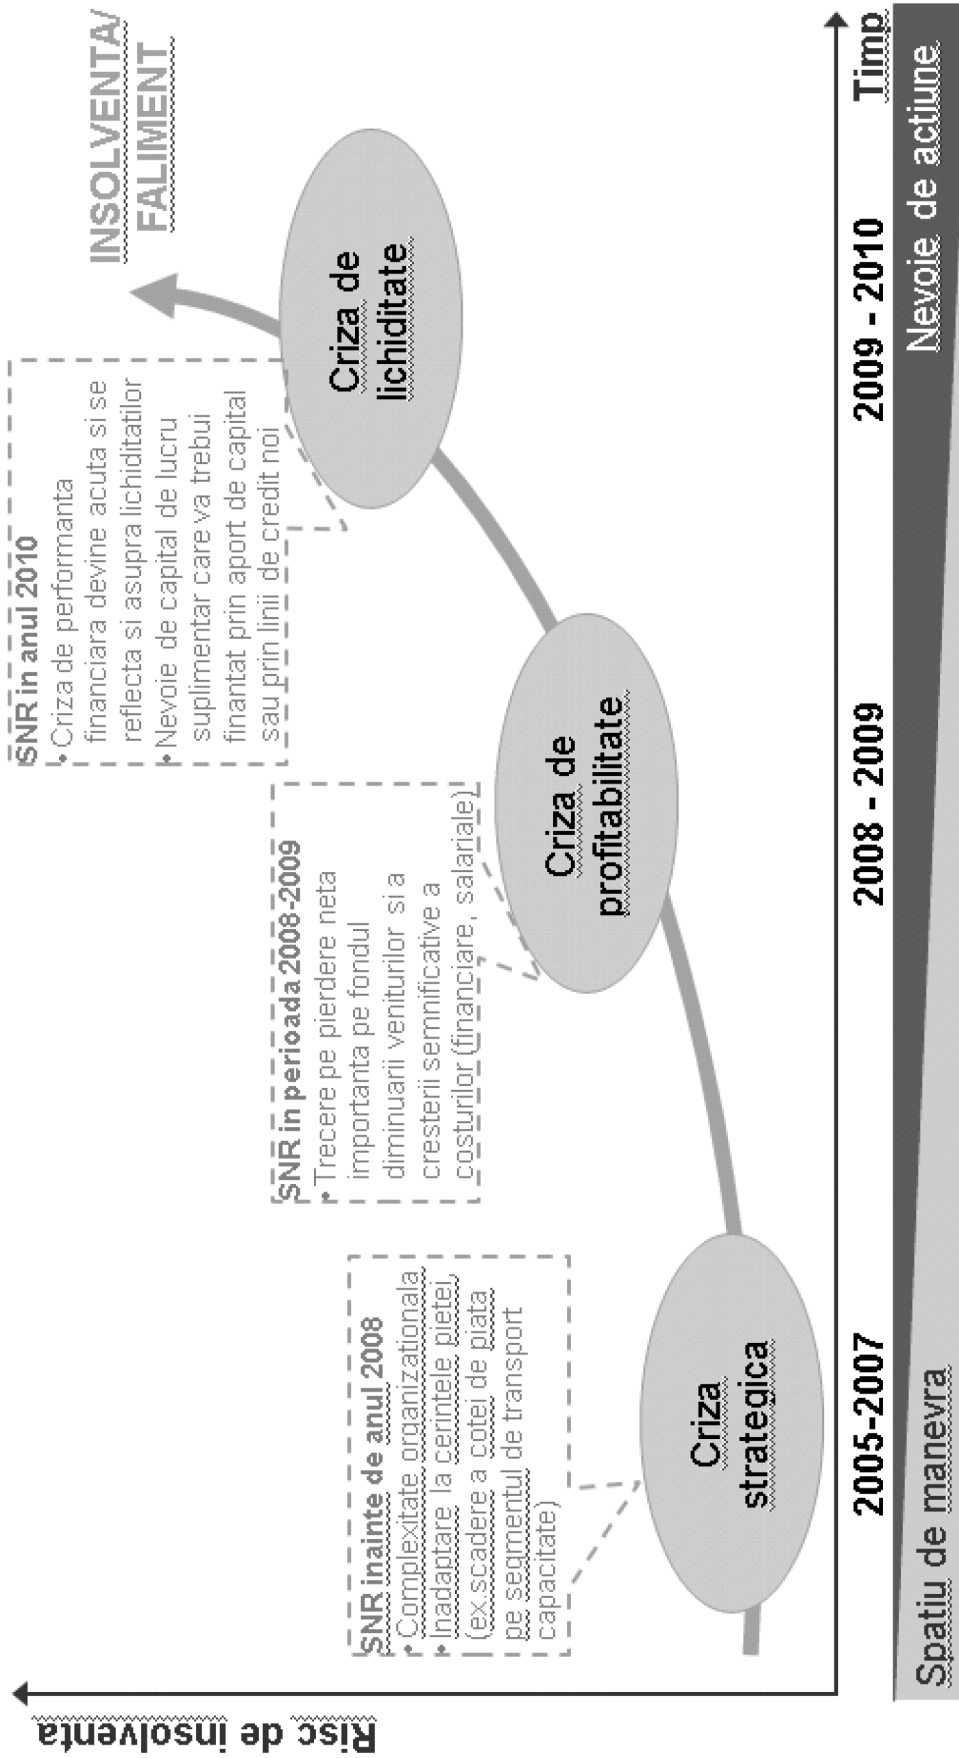 Risc de insolventa
INSOLVENTA/
FALIMENT
SNR in anul 2010
• Criza de performanta
financiara devine acuta si se
reflecta si asupra lichiditatilor
• Nevoie de capital de lucru
suplimentar care va trebui
finantat prin aport de capital
sau prin linii de credit noi
Criza de
lichiditate
SNR in perioada 2008-2009
• Trecere pe pierdere neta
importanta pe fondul
diminuarii veniturilor si a
cresterii semnificative a
costurilor (financiare, salariale)
Criza de
profitabilitate
SNR inainte de anul 2008
• Complexitate organizationala
• Inadaptare la cerintele pietei,
(ex.scadere a cotei de piata
pe segmentul de transport
capacitate)
Criza
strategica
2005-2007
2008 - 2009
2009 - 2010
Timp
Spatiu de manevra
Nevoie de actiune